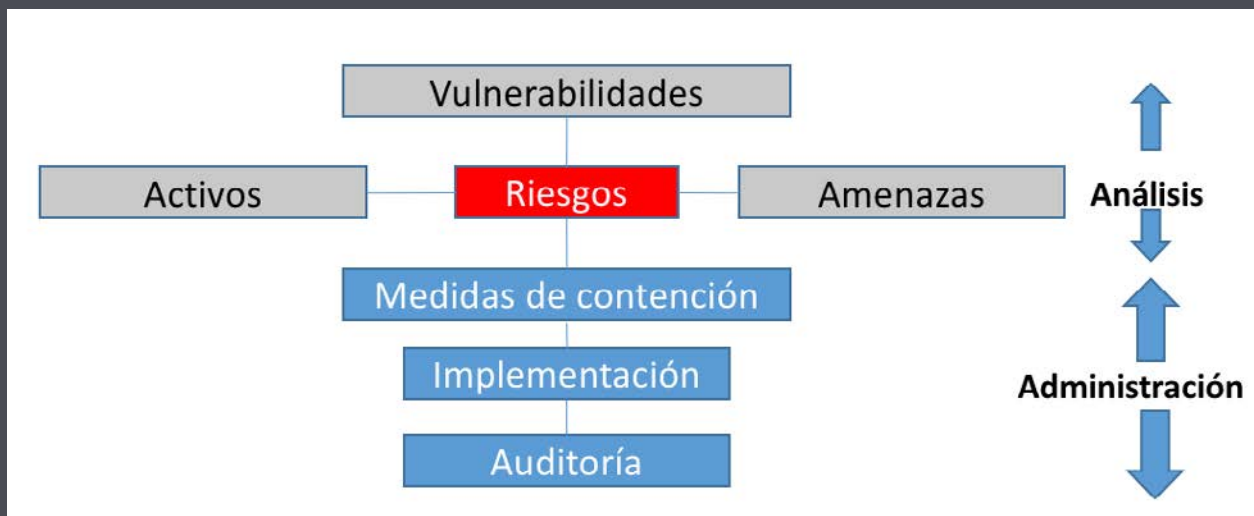 Vulnerabilidades
Activos
Riesgos
Amenazas
Análisis
Medidas de contención
Implementación
Administración
Auditoría